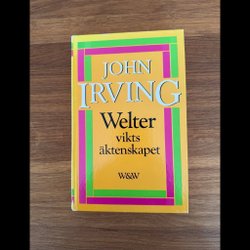 JOHN
IRVING
Welter
vikts
äktenskapet
W&W